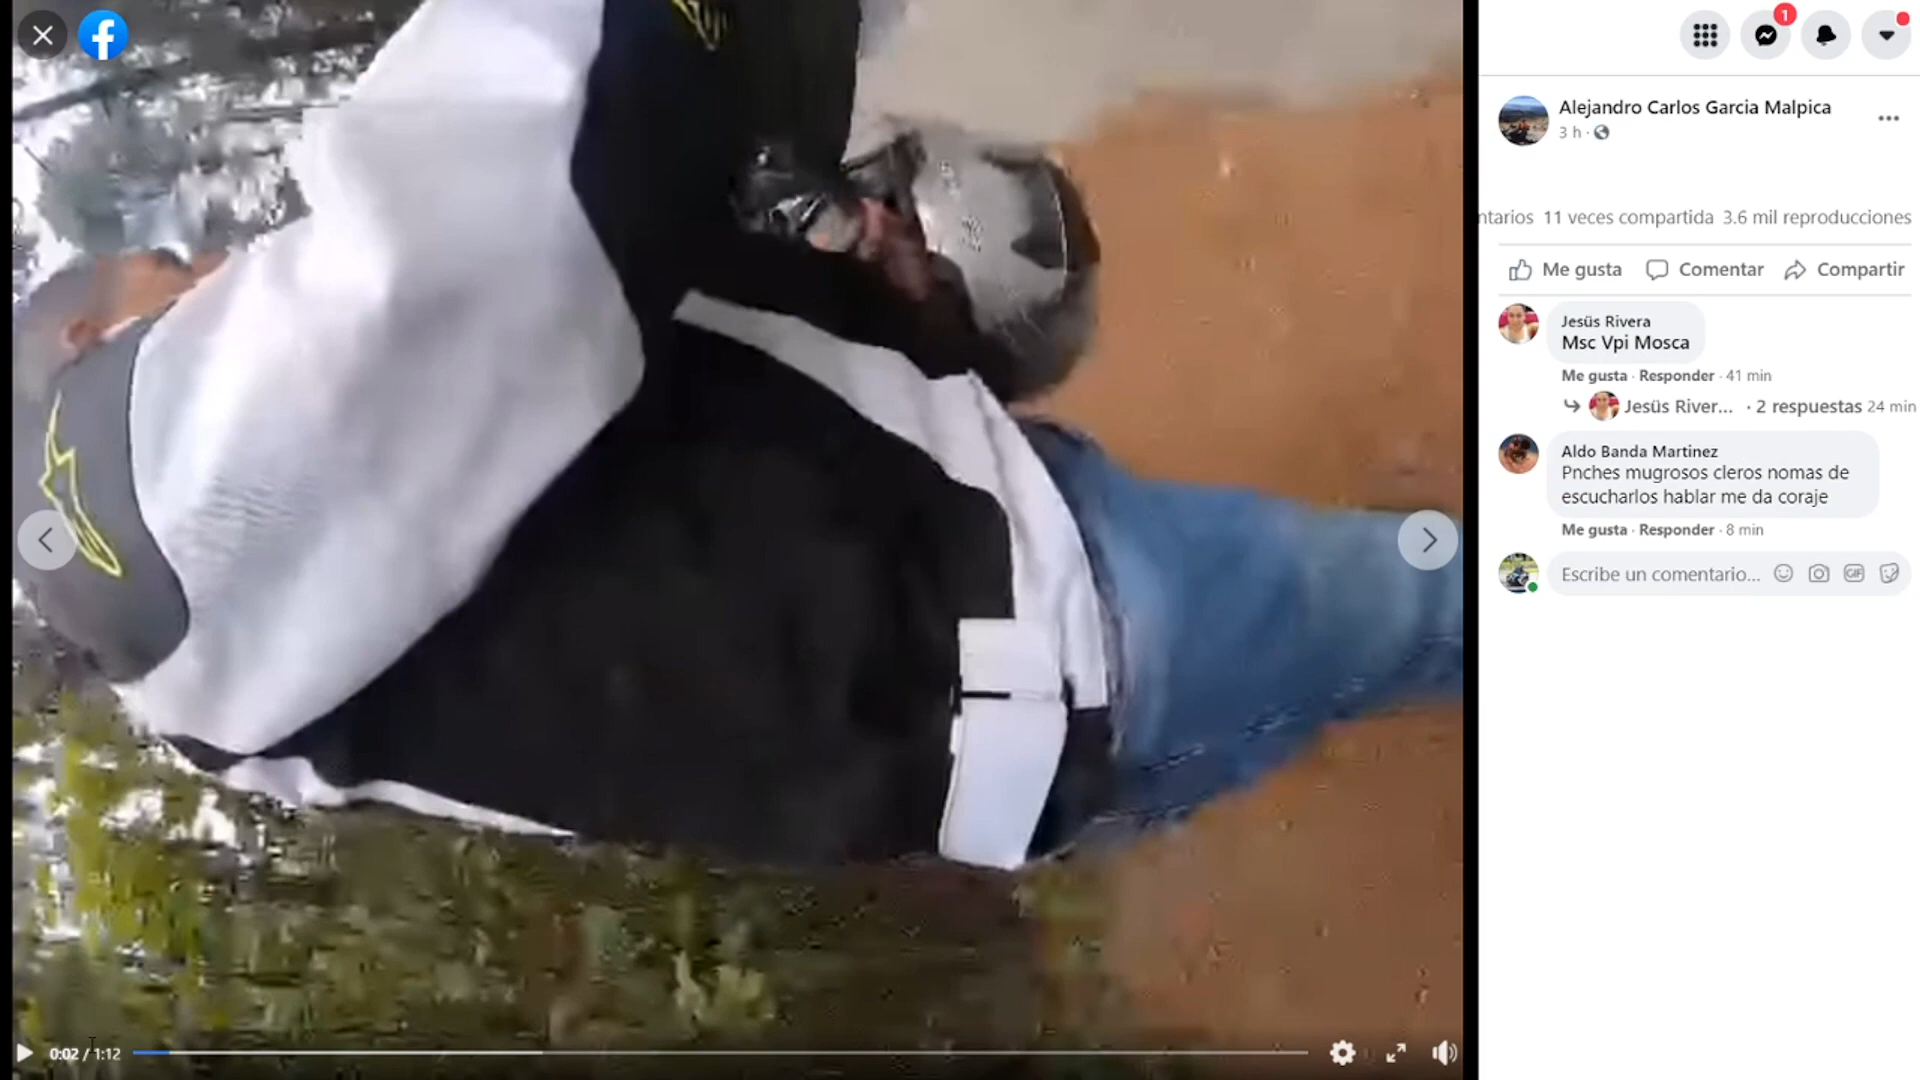 1
Alejandro Carlos Garcia Malpica
3 h ·
ntarios 11 veces compartida 3.6 mil reproducciones
Me gusta Comentar Compartir
Jesüs Rivera
Msc Vpi Mosca
Me gusta · Responder · 41 min
Jesüs River... · 2 respuestas 24 min
Aldo Banda Martinez
Pnches mugrosos cleros nomas de
escucharlos hablar me da coraje
Me gusta · Responder · 8 min
Escribe un comentario... GIF
0:02 / 1:12